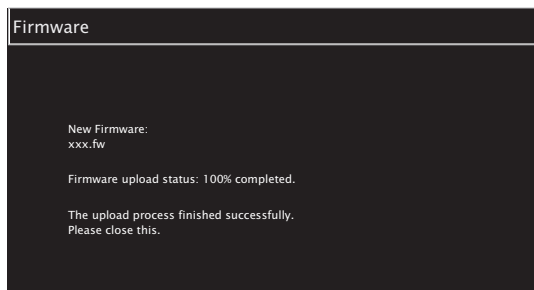 Firmware
New Firmware:
xxx.fw
Firmware upload status: 100% completed.
The upload process finished successfully.
Please close this.